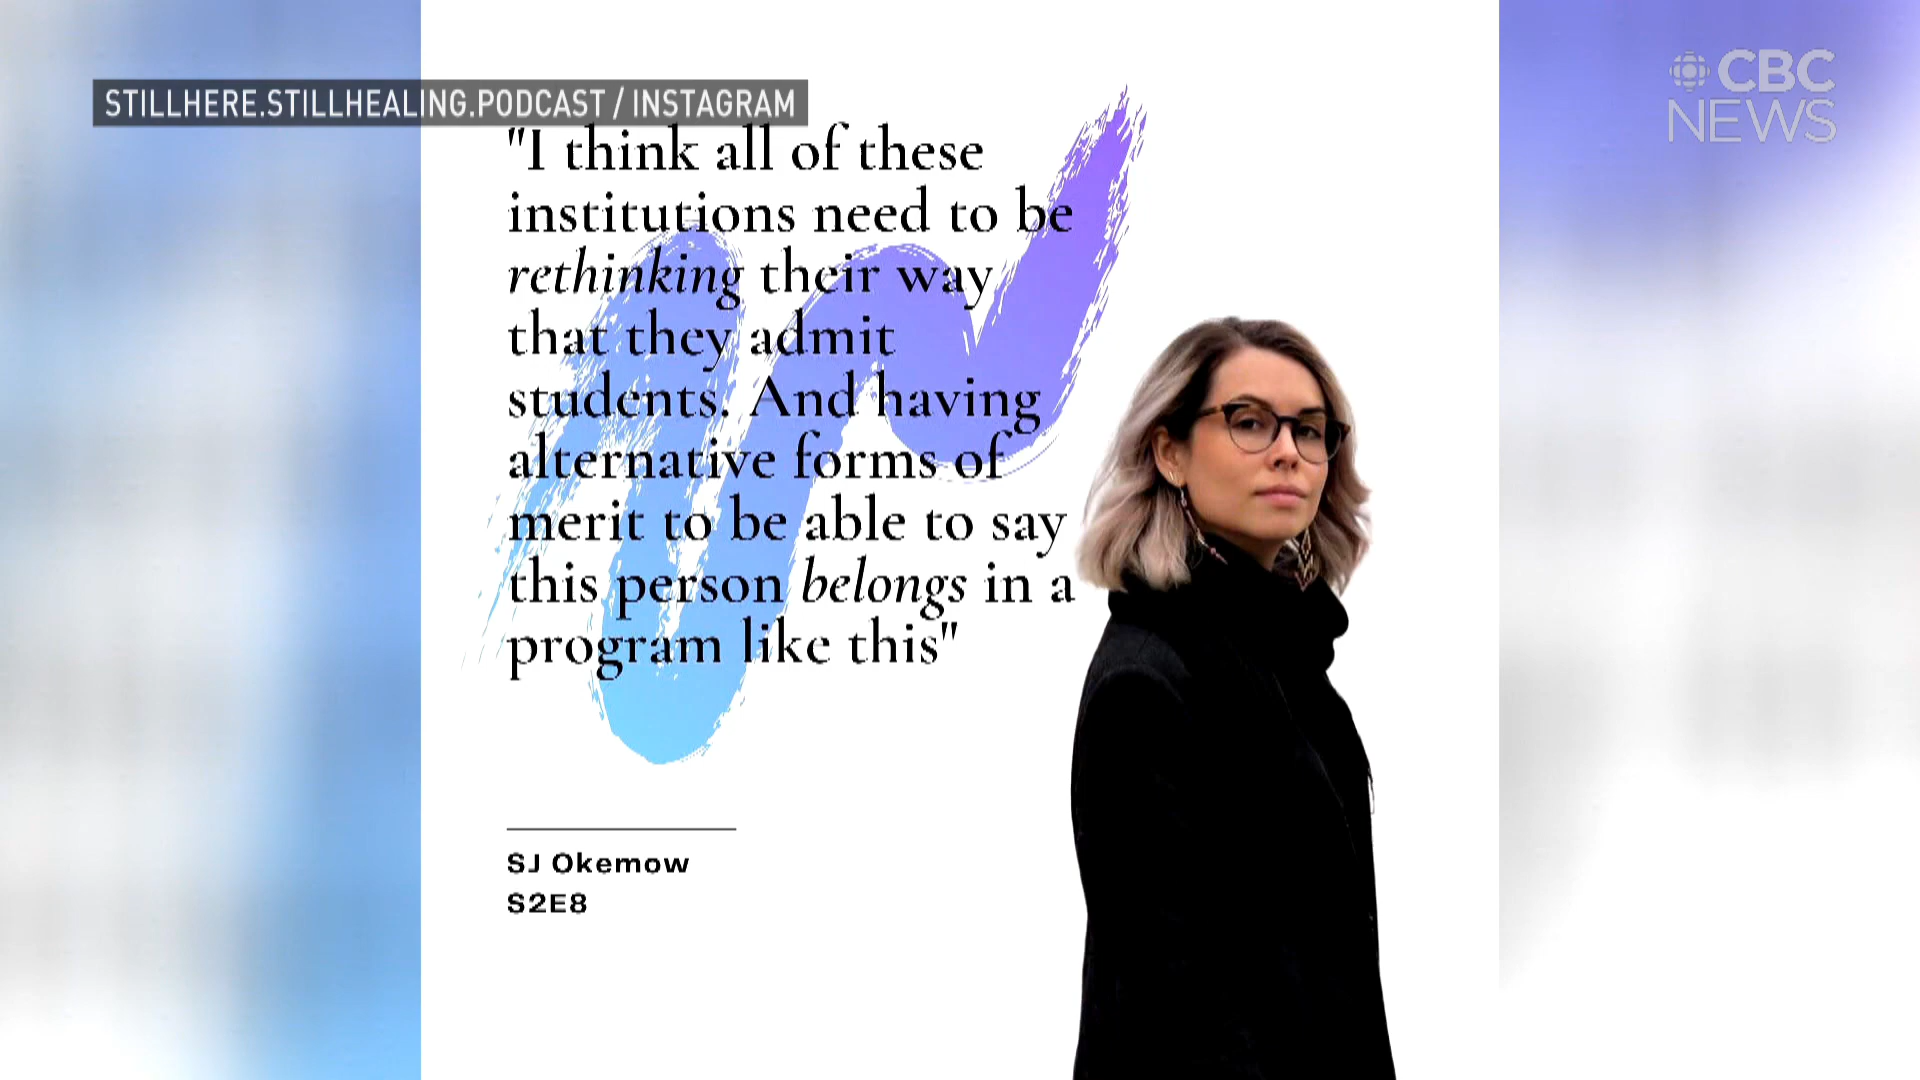 STILLHERE.STILLHEALING.PODCAST / INSTAGRAM
CBC
NEWS
"I think all of these
institutions need to be
rethinking their way
that they admit
students. And having
alternative forms of
merit to be able to say
this person belongs in a
program like this"
SJ Okemow
S2E8